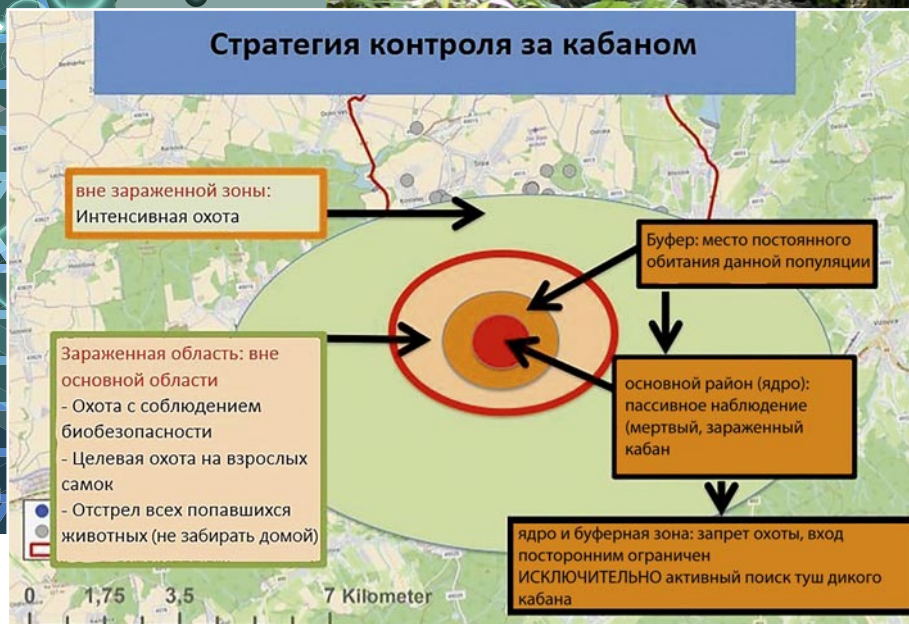 Стратегия контроля за кабаном
вне зараженной зоны:
Интенсивная охота
Буфер: место постоянного
обитания данной популяции
Зараженная область: вне
основной области
- Охота с соблюдением
биобезопасности
- Целевая охота на взрослых
самок
- Отстрел всех попавшихся
животных (не забирать домой)
основной район (ядро):
пассивное наблюдение
(мертвый, зараженный
кабан
ядро и буферная зона: запрет охоты, вход
посторонним ограничен
ИСКЛЮЧИТЕЛЬНО активный поиск туш дикого
кабана
0 1,75 3,5 7 Kilometer